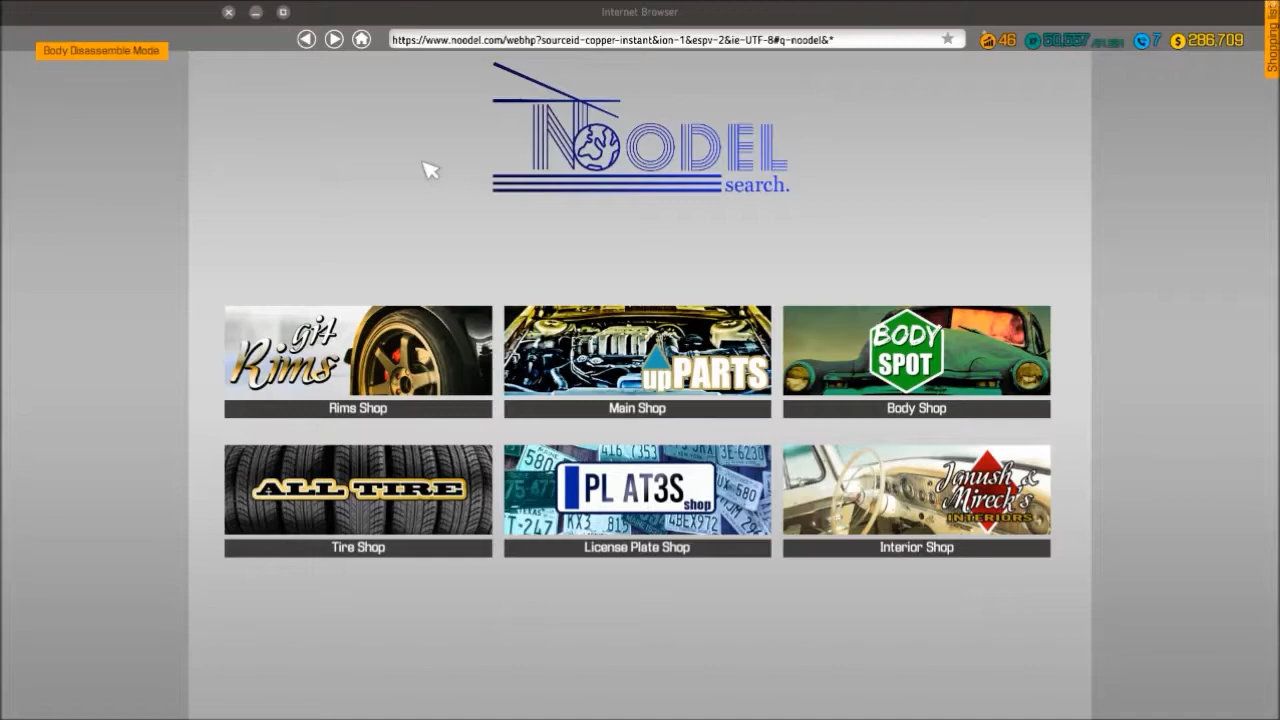 Internet Browser
Shopping list
https://www.noodel.com/webhp?sourceid-copper-instant&ion-1&espv-2&ie-UTF-8#q-noodel&*
46
7
$ 286,709
Body Disassemble Mode
NOODEL
search.
git Rims
upPARTS
BODY SPOT
Rims Shop
Main Shop
Body Shop
ALL TIRE
PL AT3S shop
Janush & Mireck's INTERIORS
Tire Shop
License Plate Shop
Interior Shop